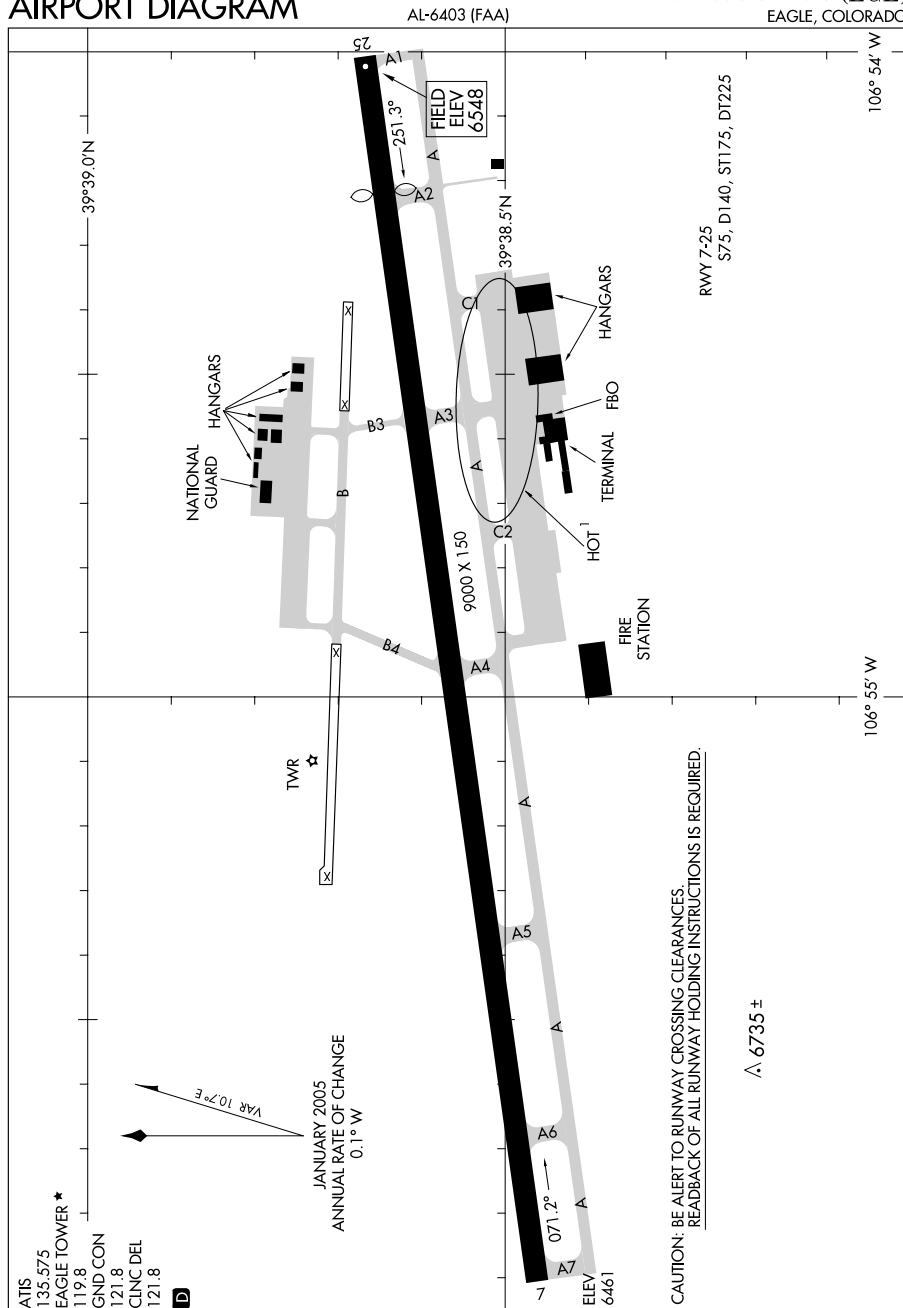 AIRPORT DIAGRAM
AL-6403 (FAA)
EAGLE, COLORADO
ATIS
135.575
EAGLE TOWER
119.8
GND CON
121.8
CLNC DEL
121.8
D
VAR 10.7°E
JANUARY 2005
ANNUAL RATE OF CHANGE
0.1° W
39°39.0'N
39°38.5'N
106° 54' W
106° 55' W
25
A1
FIELD
ELEV
6548
251.3°
A
A2
C1
HANGARS
HANGARS
NATIONAL
GUARD
X
X
B3
A3
B
A
FBO
TERMINAL
HOT 1
C2
9000 X 150
B4
A4
FIRE
STATION
X
TWR
X
A
A5
A
A6
071.2°
A
A7
7
ELEV
6461
RWY 7-25
S75, D140, ST175, DT225
CAUTION: BE ALERT TO RUNWAY CROSSING CLEARANCES.
READBACK OF ALL RUNWAY HOLDING INSTRUCTIONS IS REQUIRED.
6735 ±